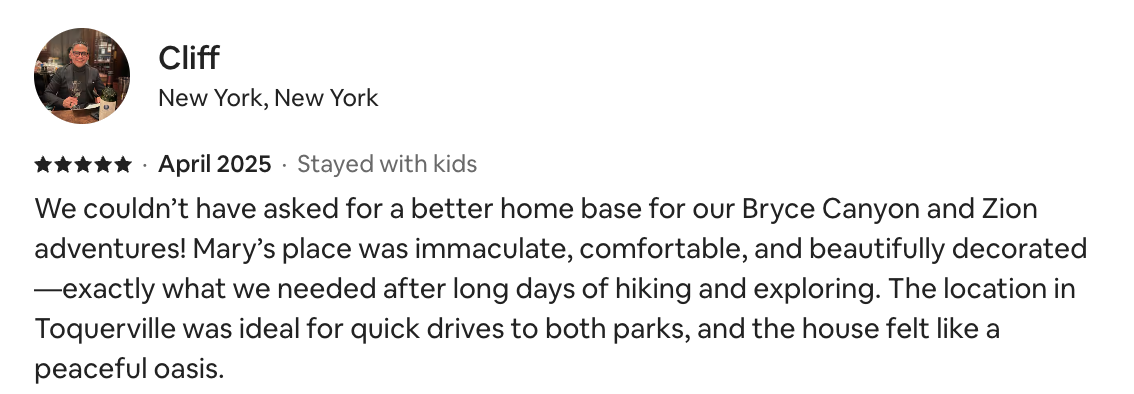 Cliff
New York, New York
★★★★★ · April 2025 · Stayed with kids
We couldn’t have asked for a better home base for our Bryce Canyon and Zion
adventures! Mary’s place was immaculate, comfortable, and beautifully decorated
—exactly what we needed after long days of hiking and exploring. The location in
Toquerville was ideal for quick drives to both parks, and the house felt like a
peaceful oasis.